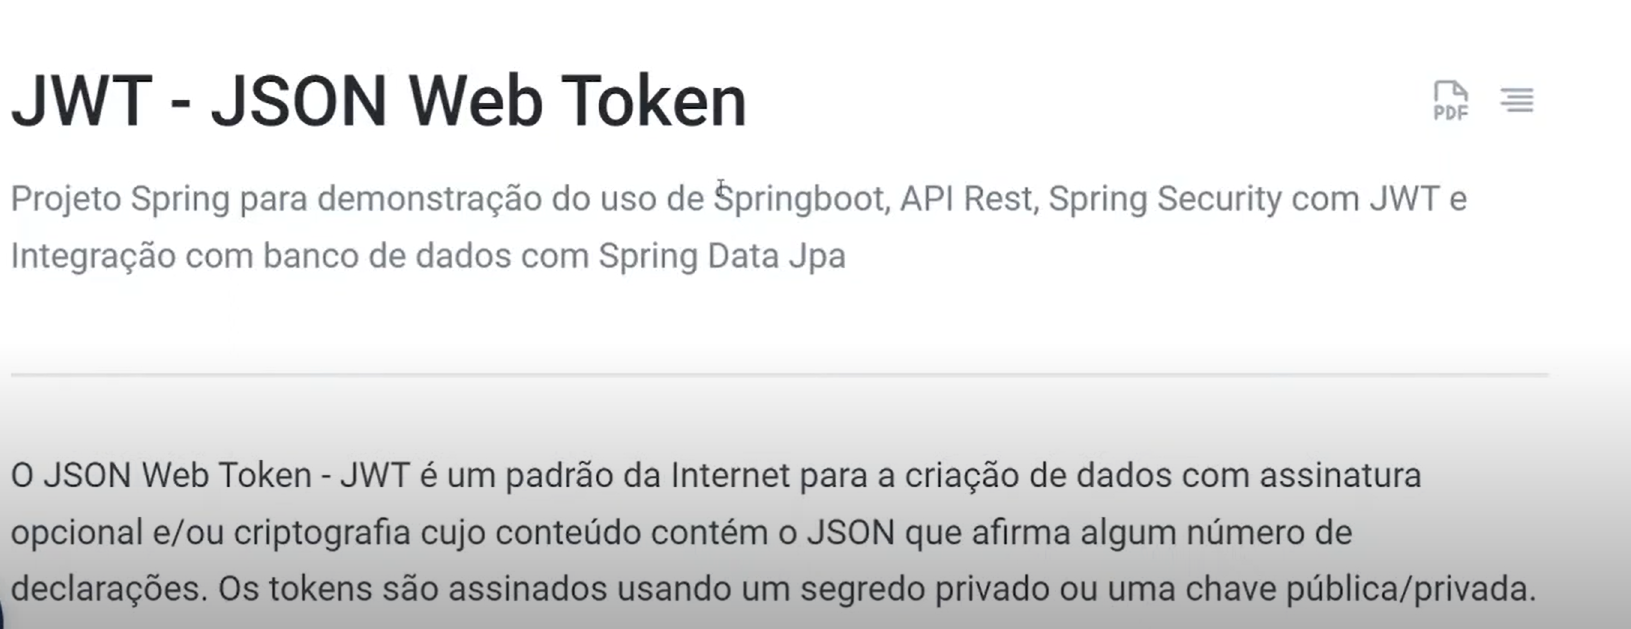 JWT - JSON Web Token
PDF
Projeto Spring para demonstração do uso de Springboot, API Rest, Spring Security com JWT e
Integração com banco de dados com Spring Data Jpa
O JSON Web Token - JWT é um padrão da Internet para a criação de dados com assinatura
opcional e/ou criptografia cujo conteúdo contém o JSON que afirma algum número de
declarações. Os tokens são assinados usando um segredo privado ou uma chave pública/privada.